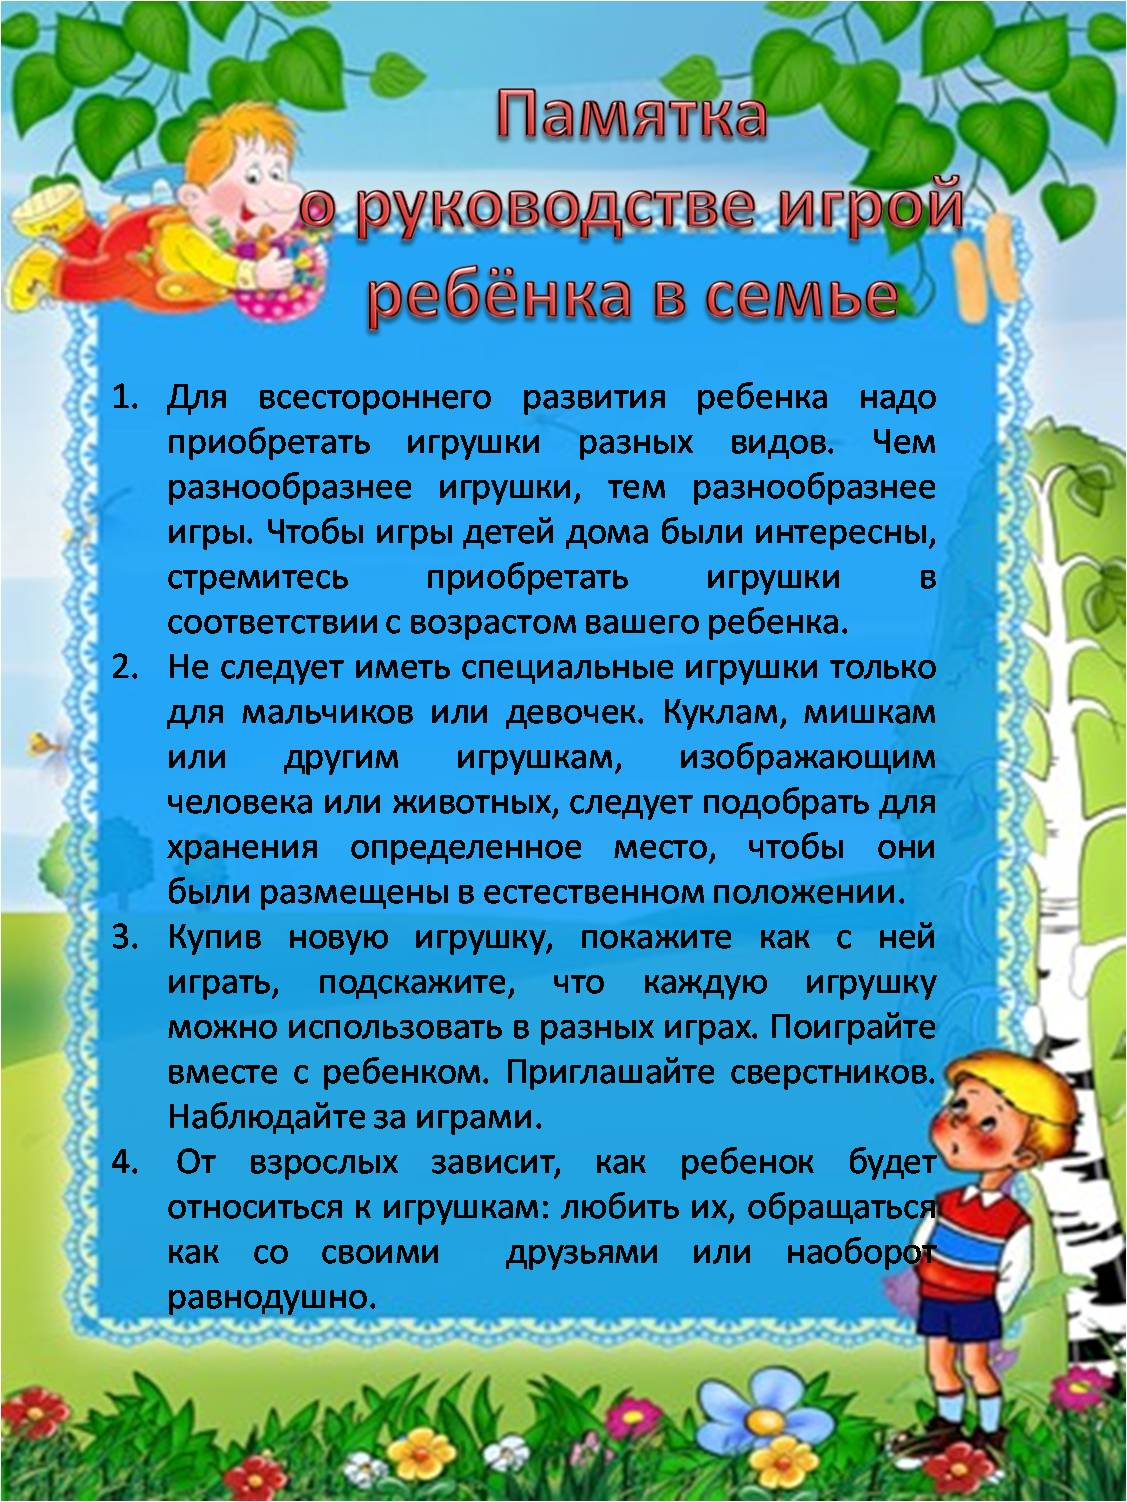 Памятка
о руководстве игрой
ребёнка в семье
1. Для всестороннего развития ребенка надо
приобретать игрушки разных видов. Чем
разнообразнее игрушки, тем разнообразнее
игры. Чтобы игры детей дома были интересны,
стремитесь приобретать игрушки в
соответствии с возрастом вашего ребенка.
2. Не следует иметь специальные игрушки только
для мальчиков или девочек. Куклам, мишкам
или другим игрушкам, изображающим
человека или животных, следует подобрать для
хранения определенное место, чтобы они
были размещены в естественном положении.
3. Купив новую игрушку, покажите как с ней
играть, подскажите, что каждую игрушку
можно использовать в разных играх. Поиграйте
вместе с ребенком. Приглашайте сверстников.
Наблюдайте за играми.
4. От взрослых зависит, как ребенок будет
относиться к игрушкам: любить их, обращаться
как со своими друзьями или наоборот
равнодушно.